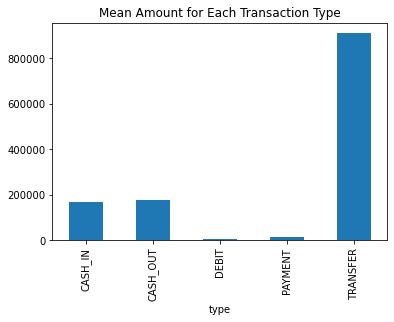 Mean Amount for Each Transaction Type
800000
600000
400000
200000
0
CASH_IN
CASH_OUT
DEBIT
PAYMENT
TRANSFER
type